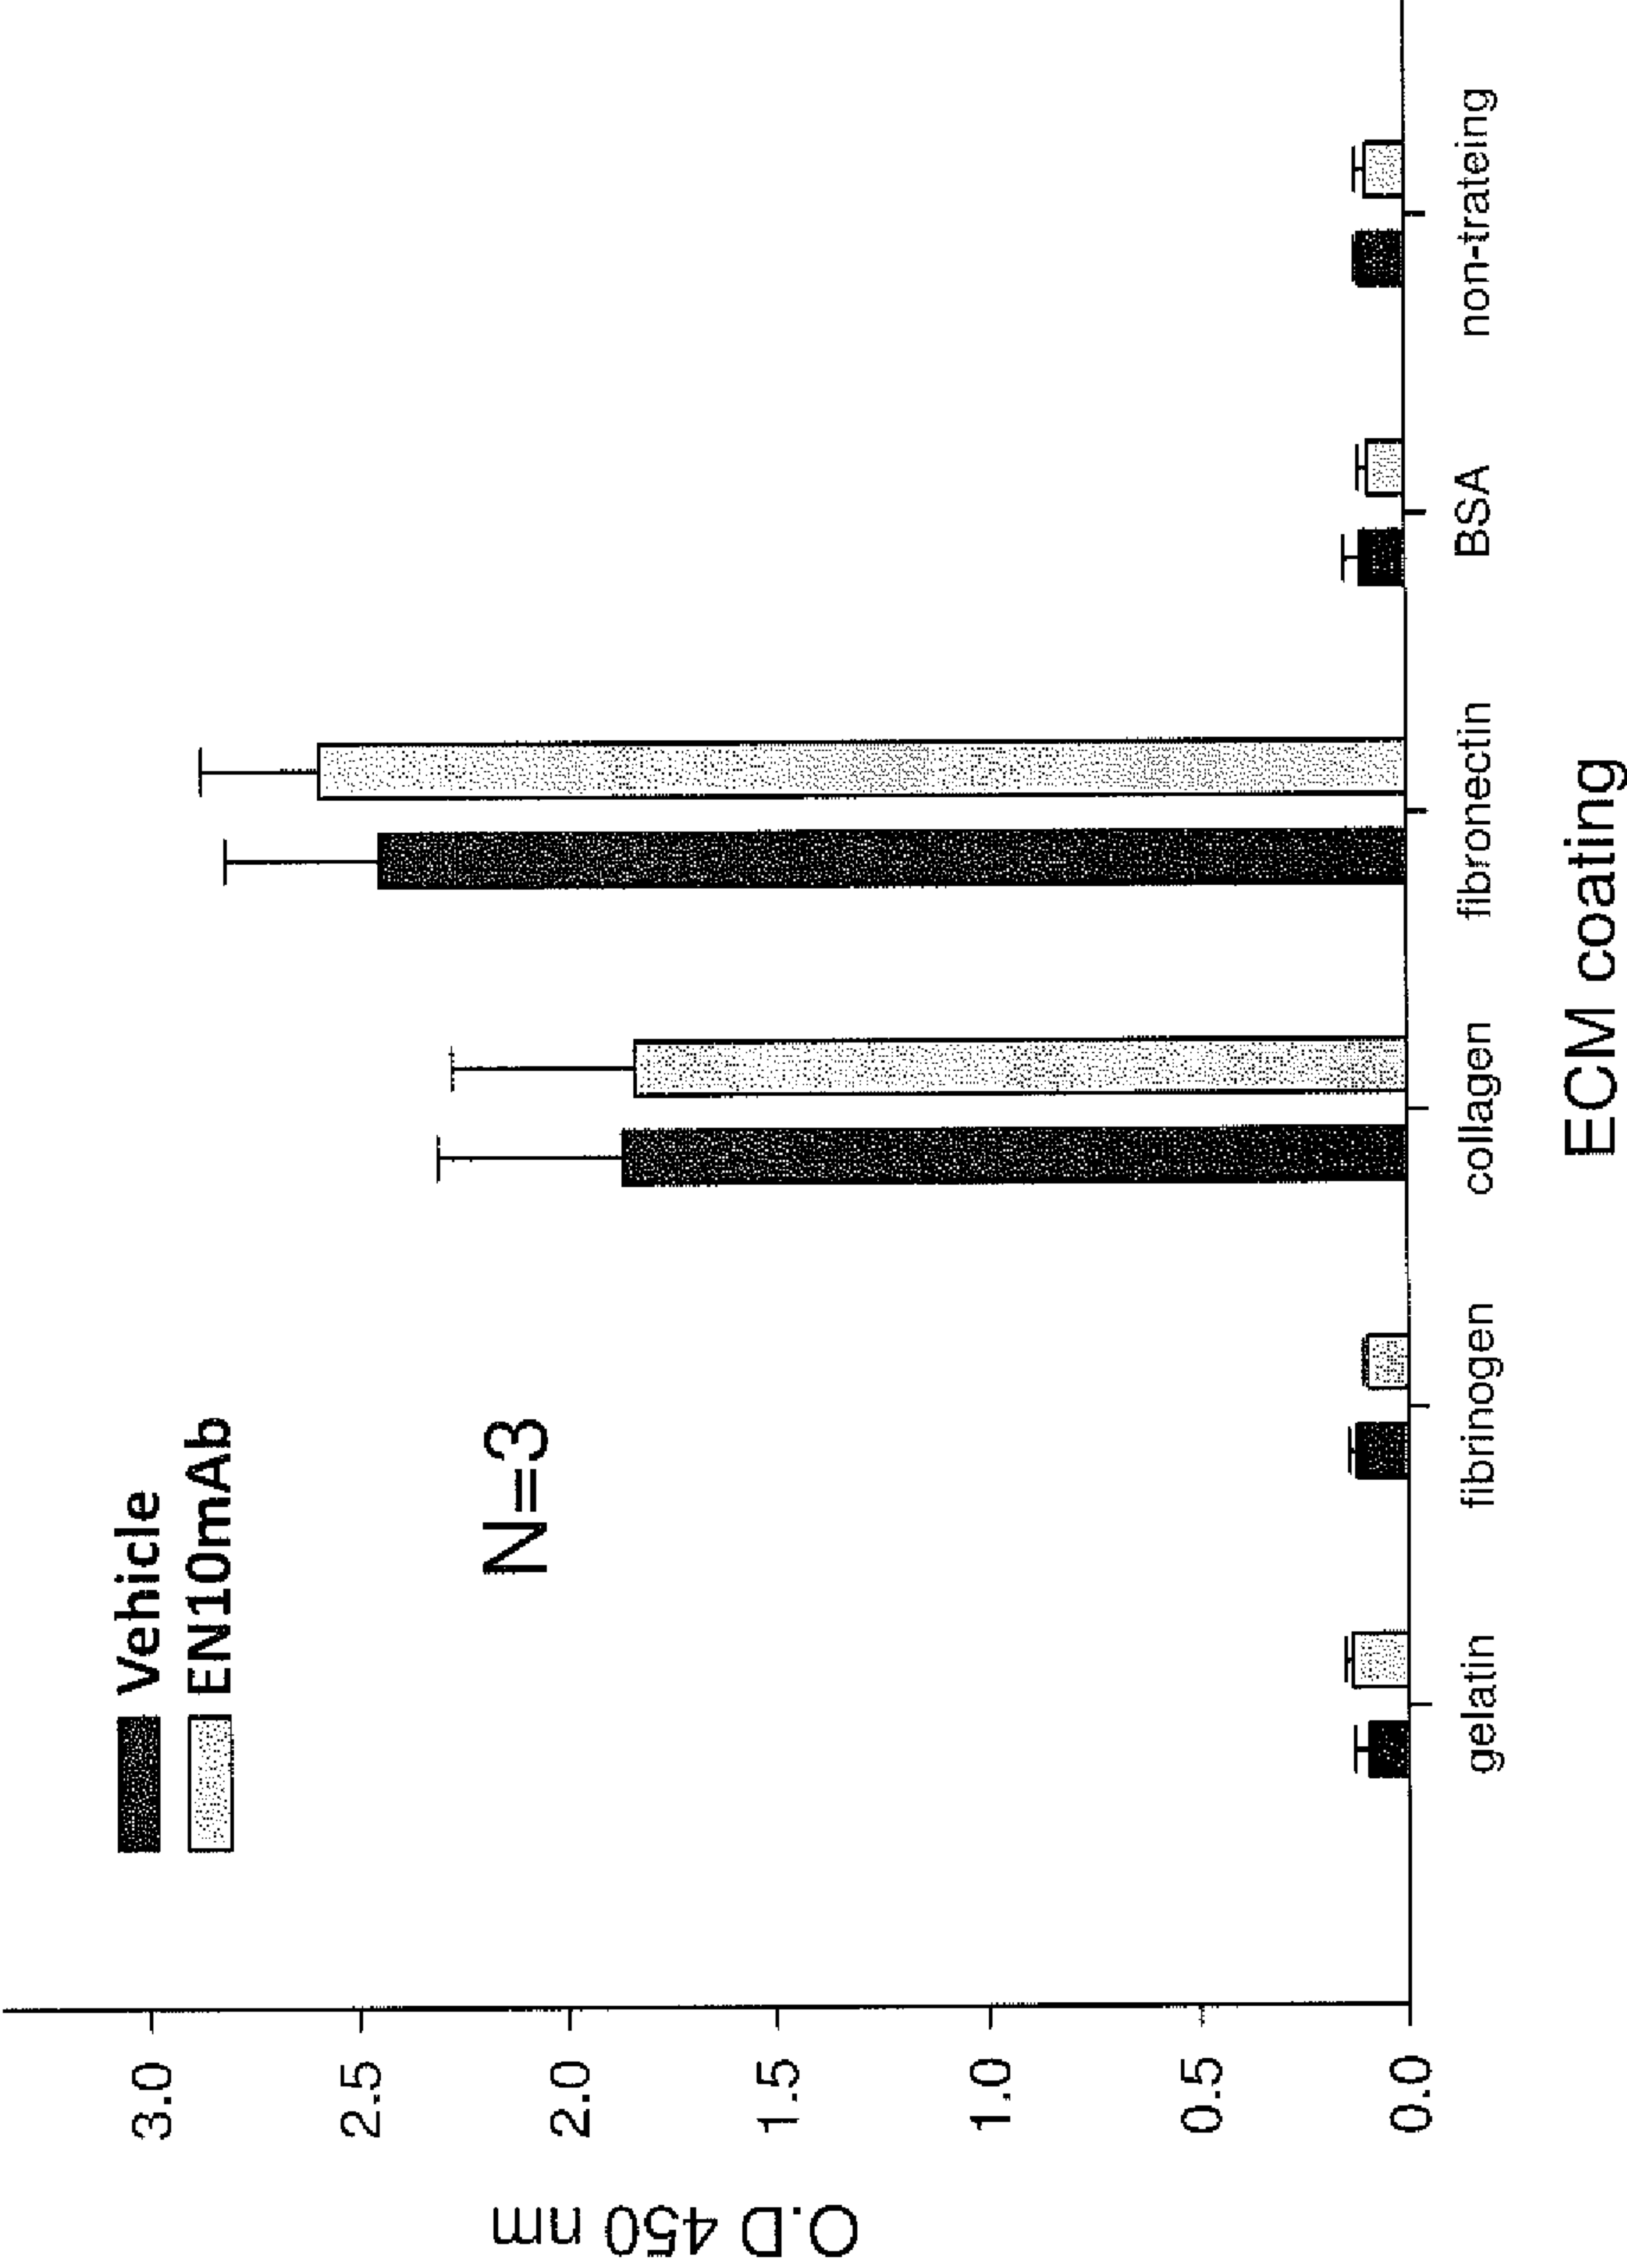 Vehicle
EN10mAb
N=3
O.D 450 nm
3.0
2.5
2.0
1.5
1.0
0.5
0.0
gelatin
fibrinogen
collagen
fibronectin
BSA
non-trateing
ECM coating